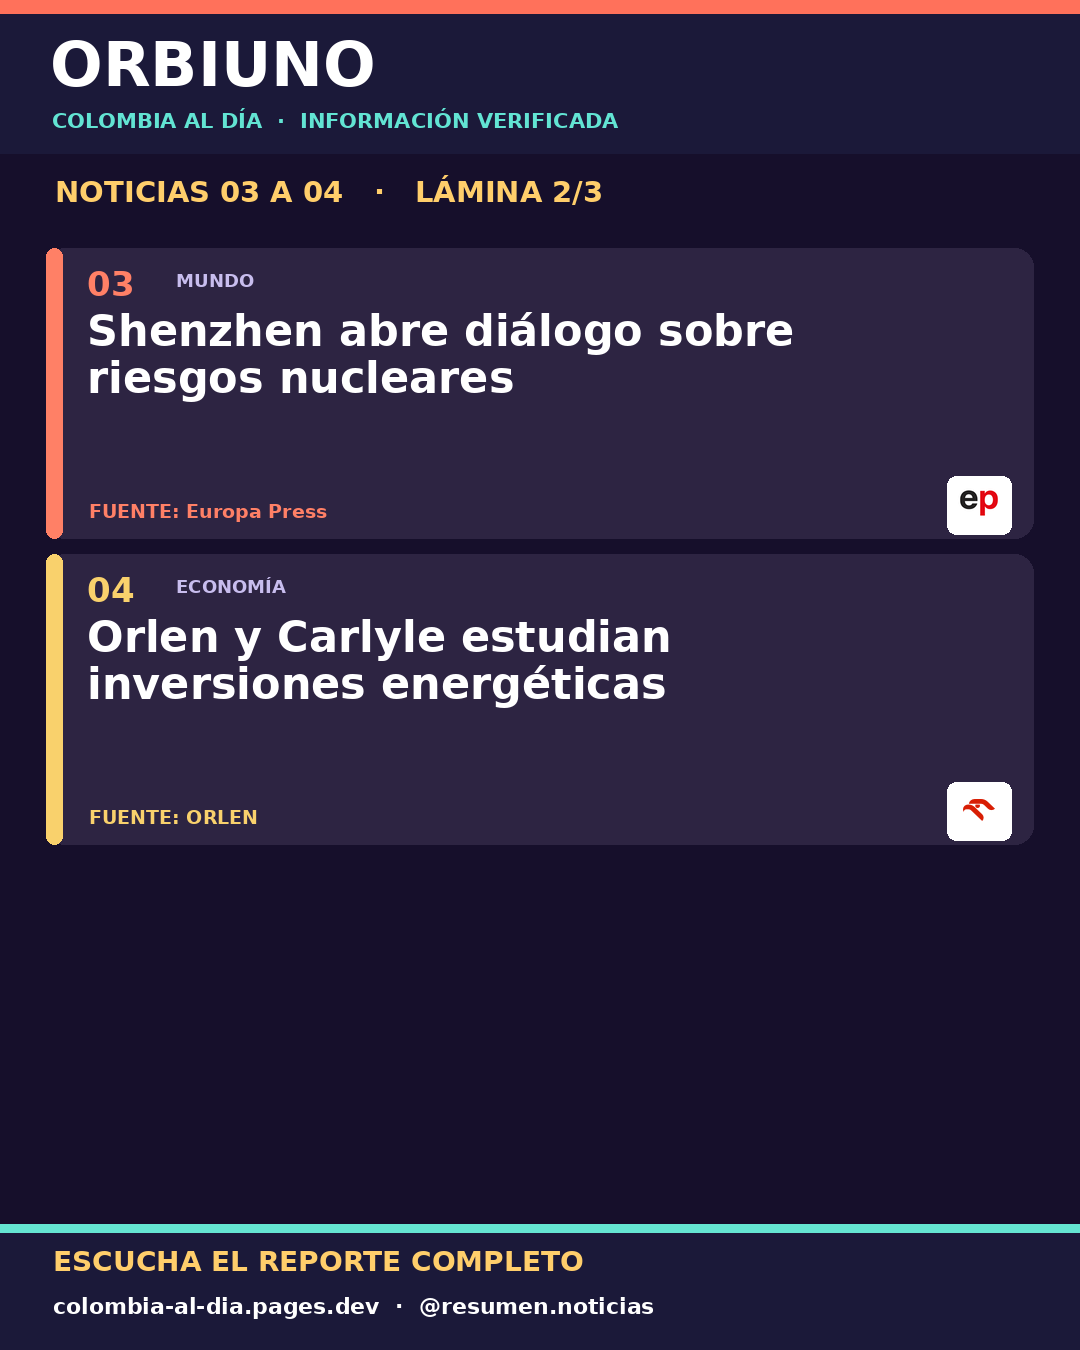 ORBIUNO
COLOMBIA AL DÍA · INFORMACIÓN VERIFICADA
NOTICIAS 03 A 04 · LÁMINA 2/3
03 MUNDO
Shenzhen abre diálogo sobre
riesgos nucleares
FUENTE: Europa Press
ep
04 ECONOMÍA
Orlen y Carlyle estudian
inversiones energéticas
FUENTE: ORLEN
ESCUCHA EL REPORTE COMPLETO
colombia-al-dia.pages.dev · @resumen.noticias